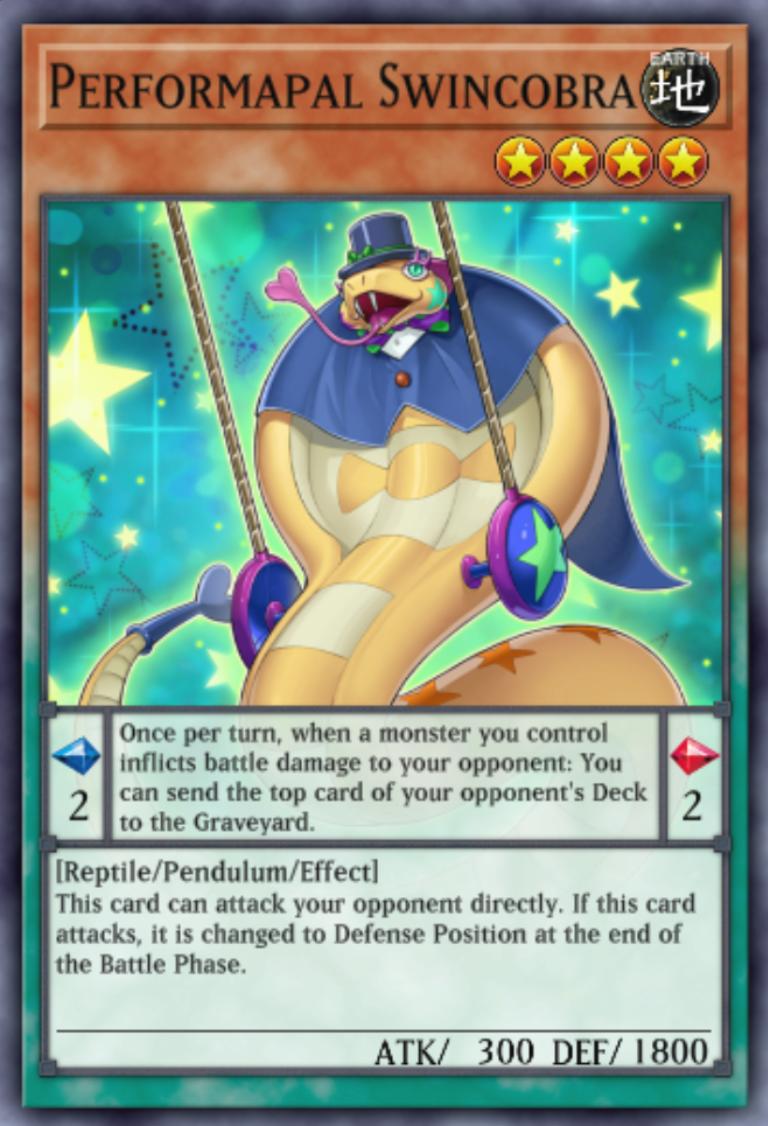 PERFORMAPAL SWINCOBRA
EARTH
地
Once per turn, when a monster you control
inflicts battle damage to your opponent: You
can send the top card of your opponent's Deck
to the Graveyard.
2
2
[Reptile/Pendulum/Effect]
This card can attack your opponent directly. If this card
attacks, it is changed to Defense Position at the end of
the Battle Phase.
ATK/ 300 DEF/ 1800